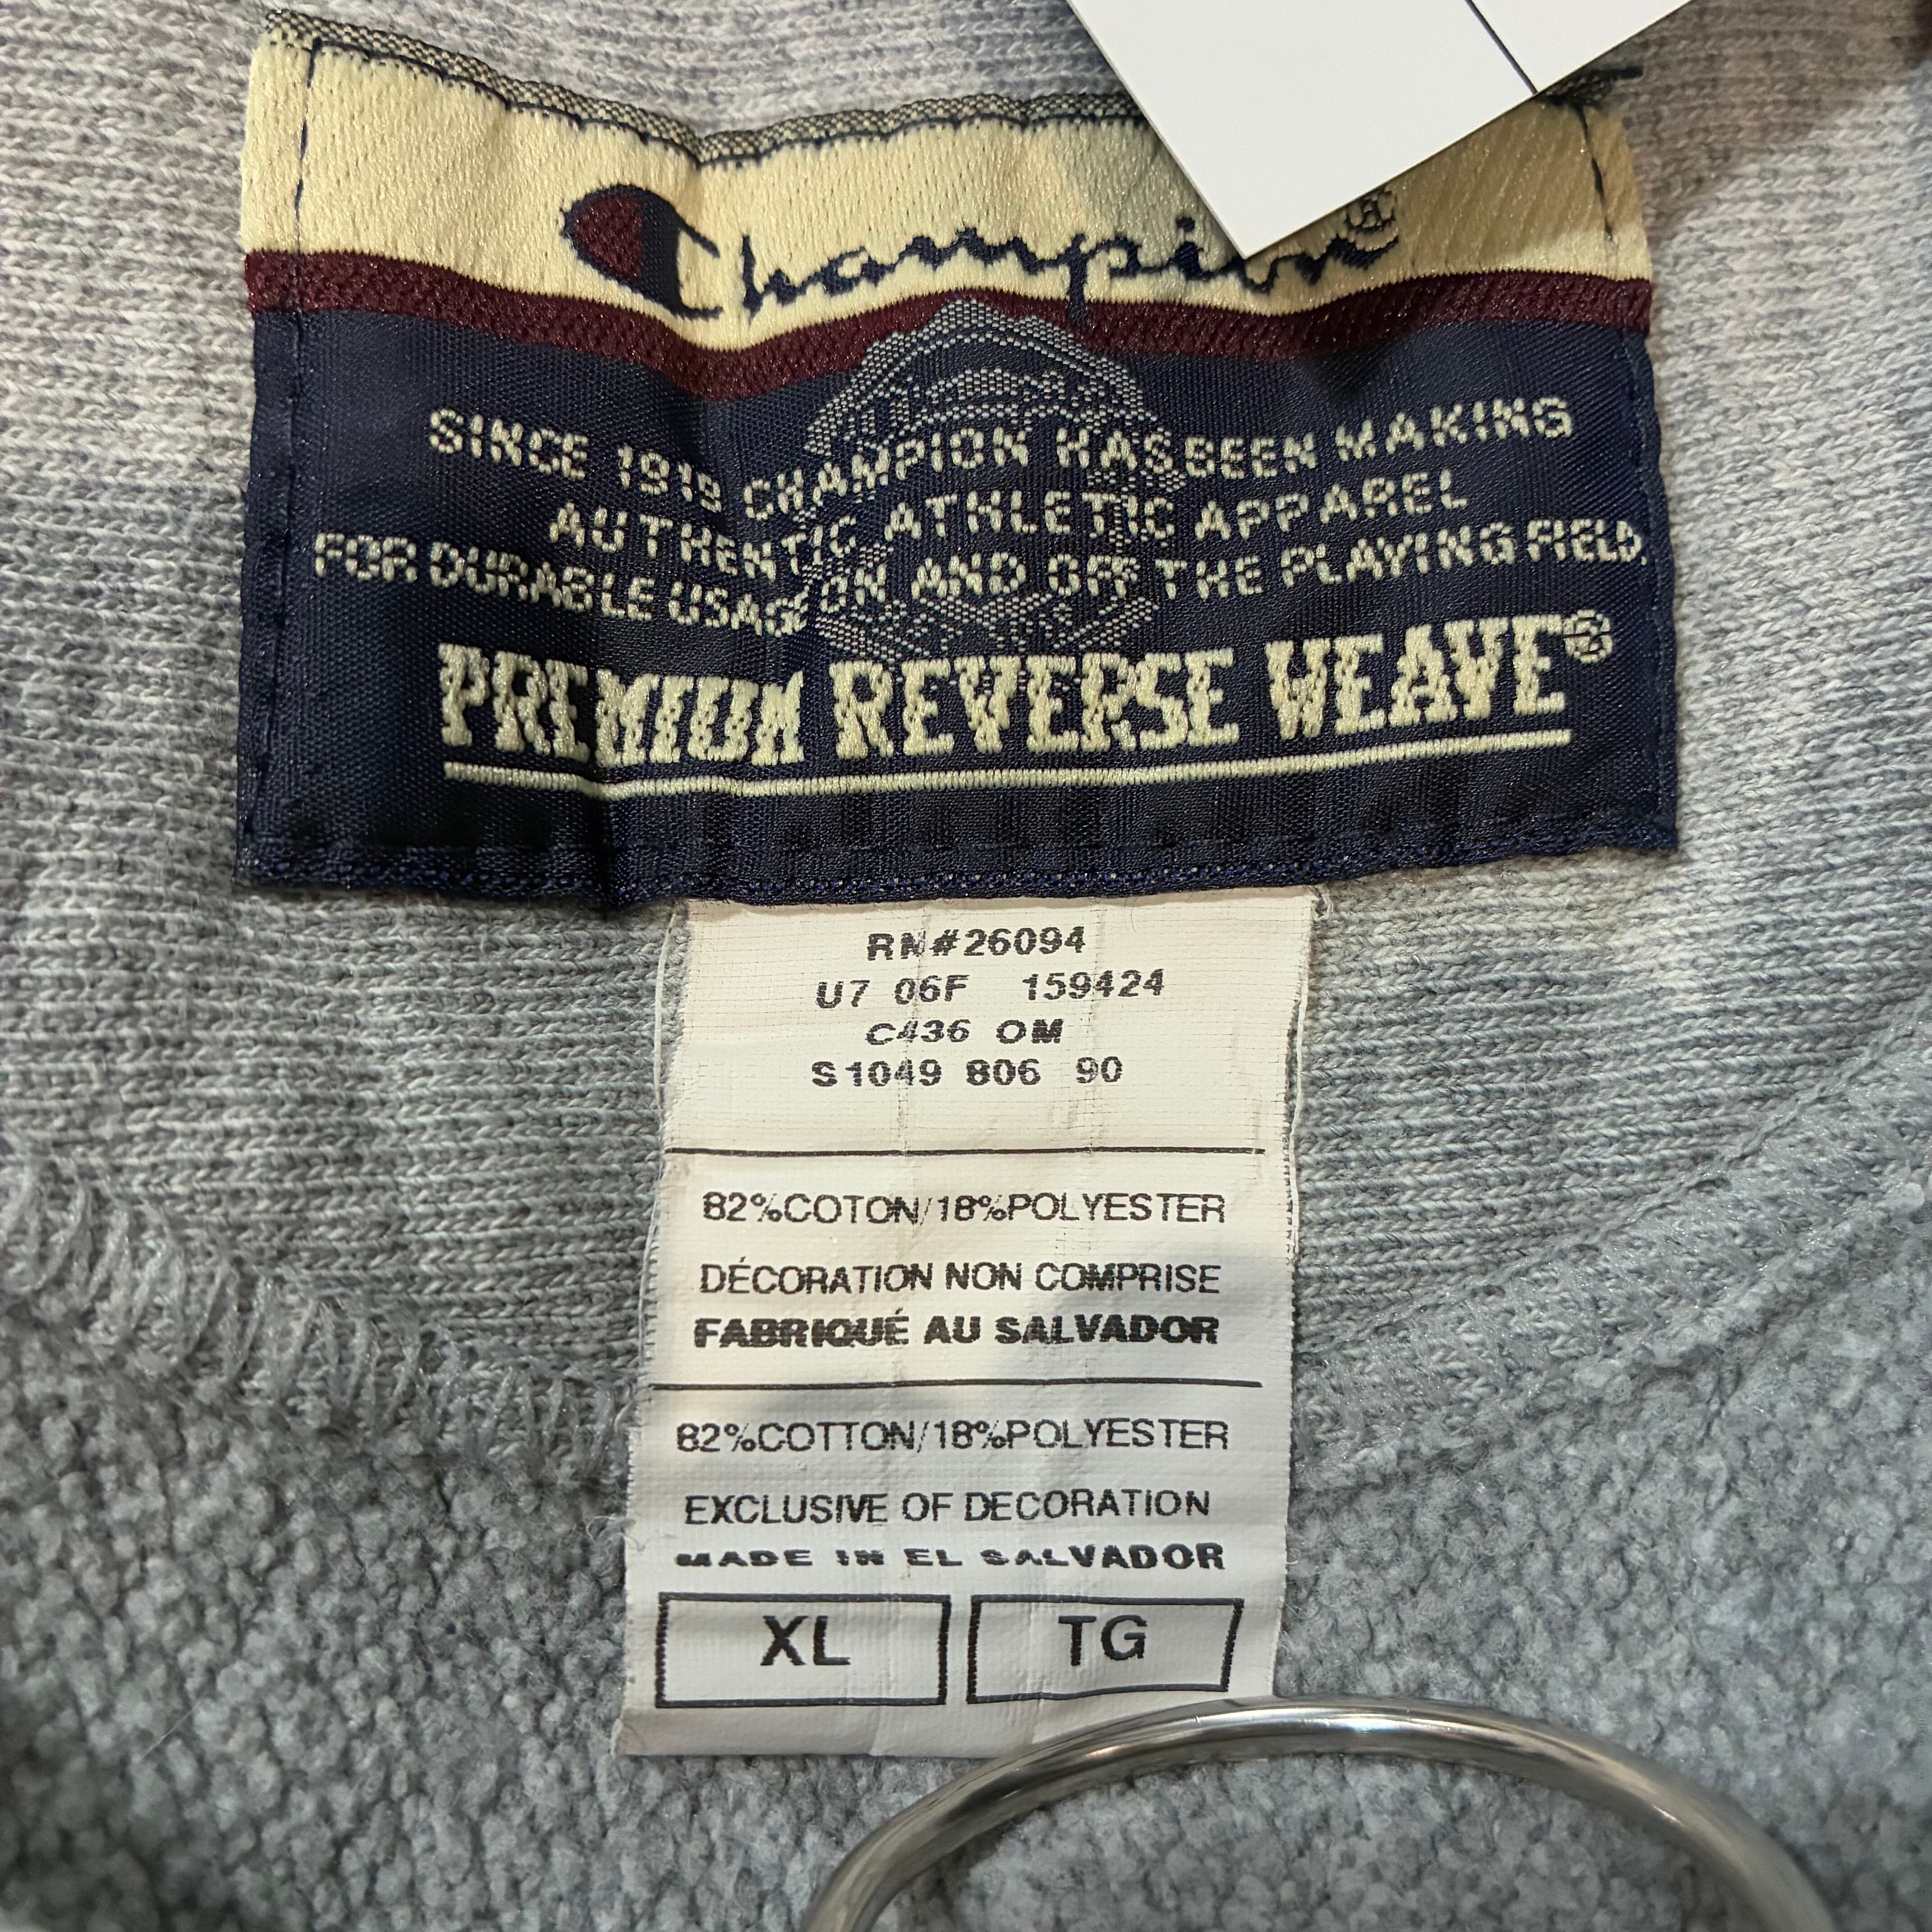 Champion®
SINCE 1919 CHAMPION HAS BEEN MAKING
AUTHENTIC ATHLETIC APPAREL
FOR DURABLE USAGE ON AND OFF THE PLAYING FIELD.
PREMIUM REVERSE WEAVE®
RN#26094
U7 06F 159424
C436 OM
S1049 806 90
82%COTON/18%POLYESTER
DÉCORATION NON COMPRISE
FABRIQUÉ AU SALVADOR
82%COTTON/18%POLYESTER
EXCLUSIVE OF DECORATION
MADE IN EL SALVADOR
XL TG